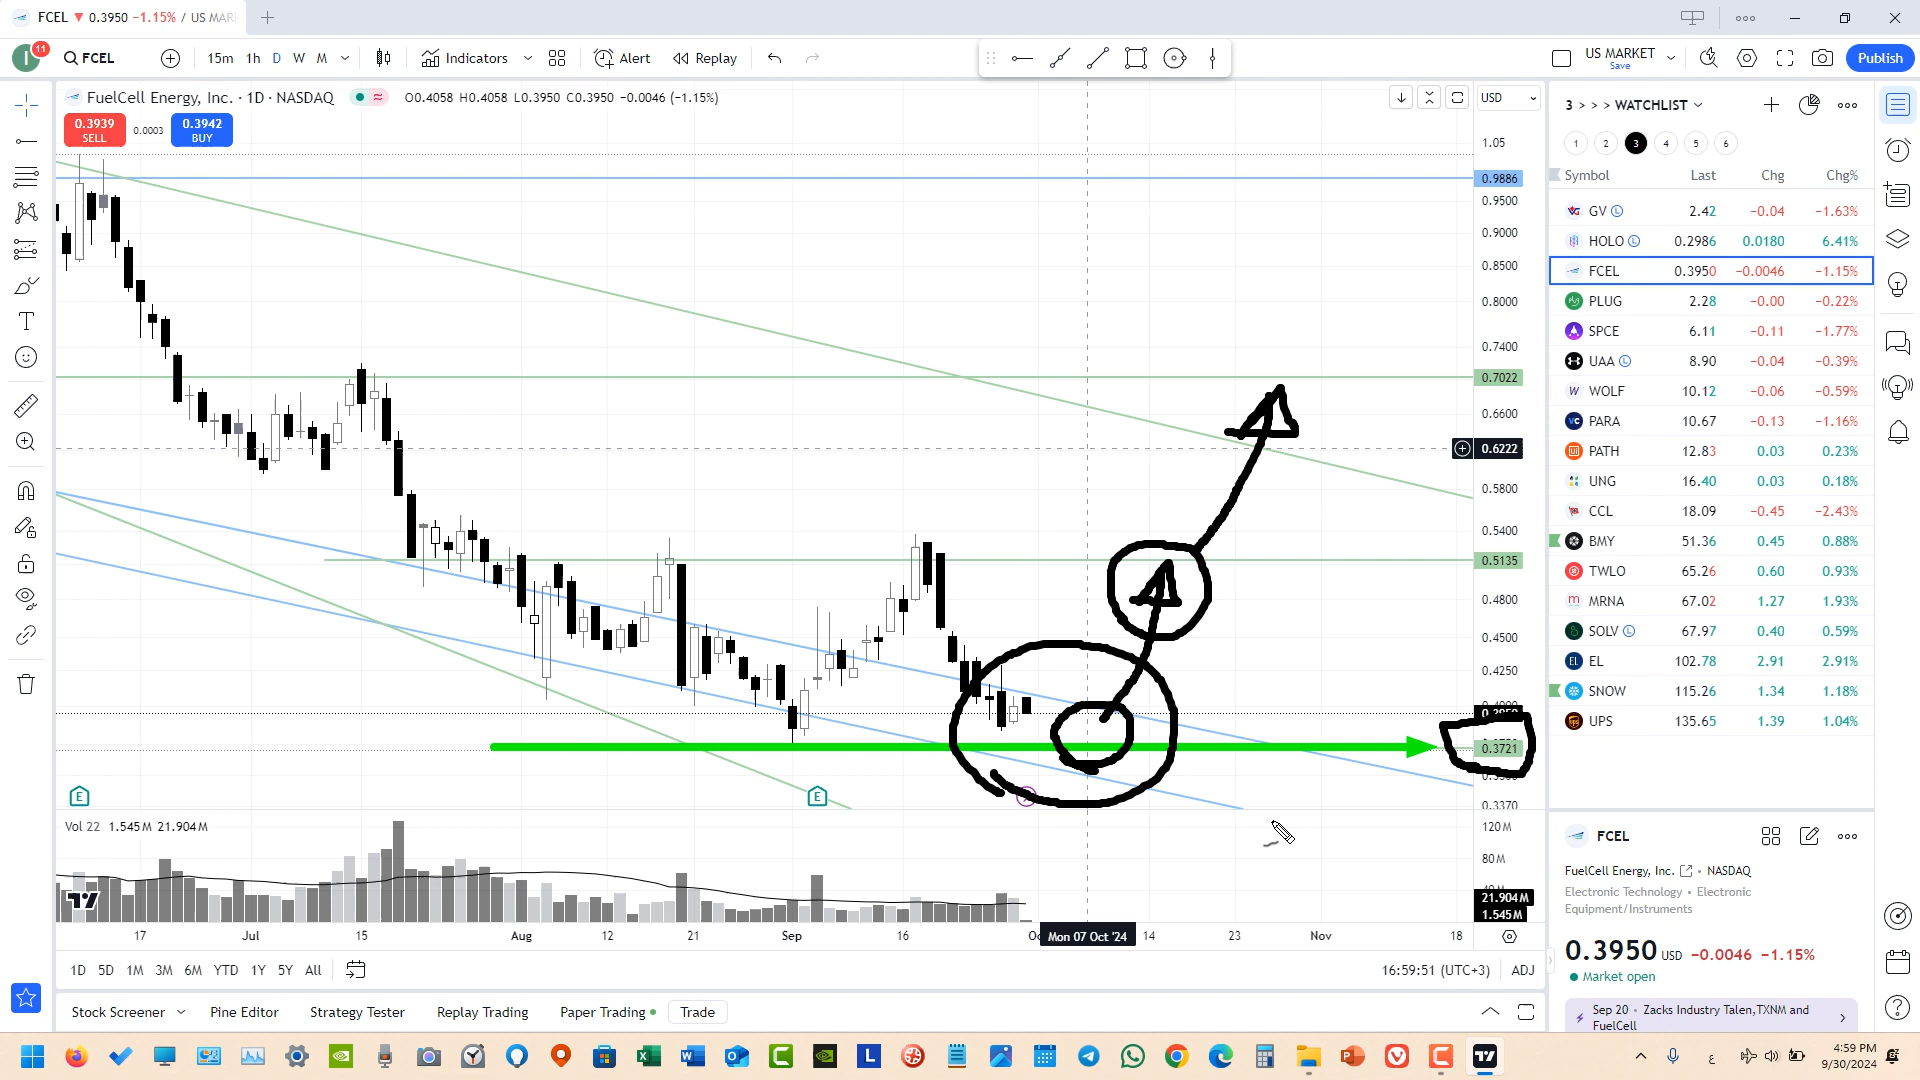 FCEL ▼ 0.3950 −1.15% / US MAR
I 11 FCEL 15m 1h D W M Indicators Alert Replay US MARKET Save Publish
FuelCell Energy, Inc. · 1D · NASDAQ O0.4058 H0.4058 L0.3950 C0.3950 −0.0046 (−1.15%)
USD
0.3939 SELL
0.0003
0.3942 BUY
1.05
0.9886
0.9500
0.9000
0.8500
0.8000
0.7400
0.7022
0.6600
0.6222
0.5800
0.5400
0.5135
0.4800
0.4500
0.4250
0.3721
0.3370
E
E
Vol 22 1.545M 21.904M
120M
80M
21.904M
1.545M
17 Jul 15 Aug 12 21 Sep 16 Mon 07 Oct '24 14 23 Nov 18
1D 5D 1M 3M 6M YTD 1Y 5Y All
16:59:51 (UTC+3) ADJ
Stock Screener Pine Editor Strategy Tester Replay Trading Paper Trading Trade
3 > > > WATCHLIST
1 2 3 4 5 6
Symbol Last Chg Chg%
GV L 2.42 −0.04 −1.63%
HOLO L 0.2986 0.0180 6.41%
FCEL 0.3950 −0.0046 −1.15%
PLUG 2.28 −0.00 −0.22%
SPCE 6.11 −0.11 −1.77%
UAA L 8.90 −0.04 −0.39%
W WOLF 10.12 −0.06 −0.59%
PARA 10.67 −0.13 −1.16%
PATH 12.83 0.03 0.23%
UNG 16.40 0.03 0.18%
CCL 18.09 −0.45 −2.43%
BMY 51.36 0.45 0.88%
TWLO 65.26 0.60 0.93%
m MRNA 67.02 1.27 1.93%
SOLV L 67.97 0.40 0.59%
EL EL 102.78 2.91 2.91%
SNOW 115.26 1.34 1.18%
UPS 135.65 1.39 1.04%
FCEL
FuelCell Energy, Inc. • NASDAQ
Electronic Technology • Electronic
Equipment/Instruments
0.3950 USD −0.0046 −1.15%
Market open
Sep 20 • Zacks Industry Talen,TXNM and
FuelCell
ع
4:59 PM
9/30/2024